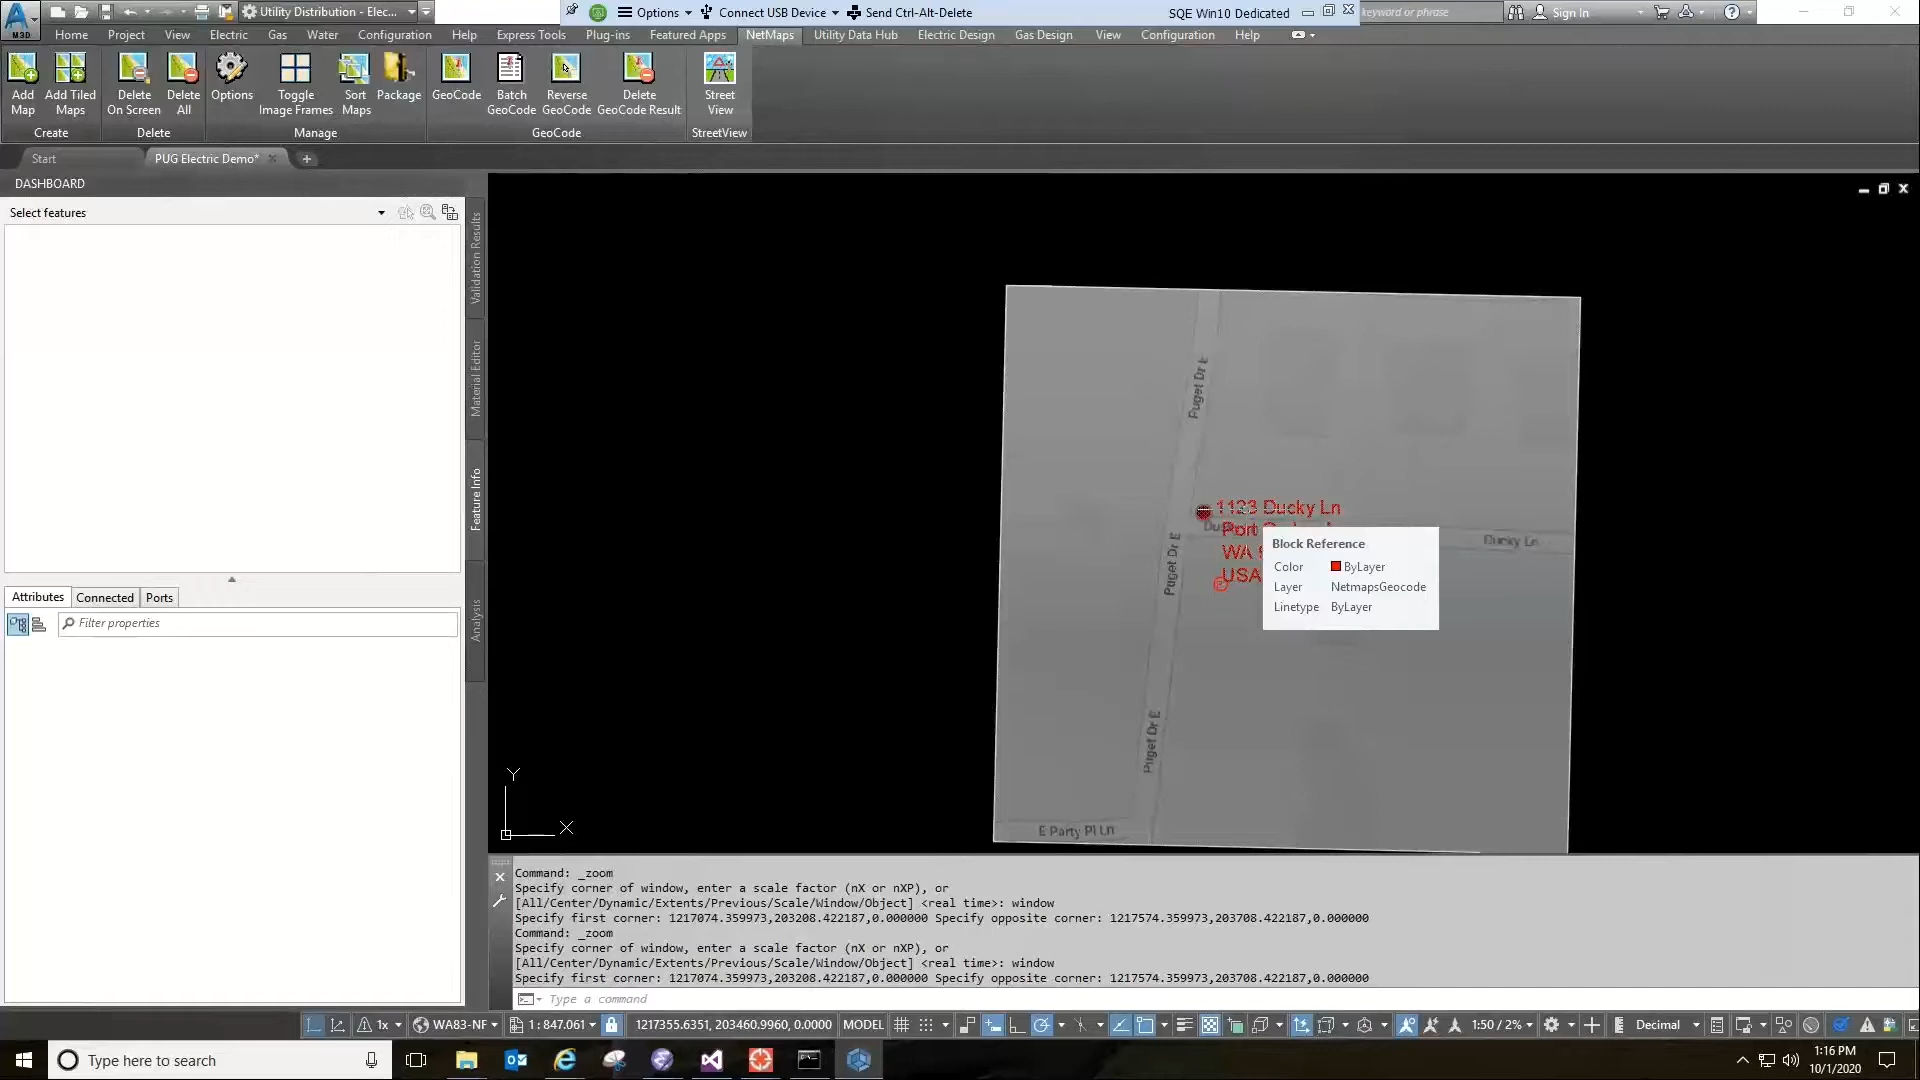 M3D
Utility Distribution - Elec...
Options
Connect USB Device
Send Ctrl-Alt-Delete
SQE Win10 Dedicated
keyword or phrase
Sign In
Home Project View Electric Gas Water Configuration Help Express Tools Plug-ins Featured Apps NetMaps Utility Data Hub Electric Design Gas Design View Configuration Help
Add Map
Add Tiled Maps
Delete On Screen
Delete All
Options
Toggle Image Frames
Sort Maps
Package
GeoCode
Batch GeoCode
Reverse GeoCode
Delete GeoCode Result
Street View
Create
Delete
Manage
GeoCode
StreetView
Start
PUG Electric Demo*
DASHBOARD
Select features
Validation Results
Material Editor
Feature Info
Analysis
Attributes
Connected
Ports
Filter properties
Puget Dr E
1123 Ducky Ln
Port
WA
USA
Puget Dr E
Ducky Ln
Puget Dr E
E Party Pl Ln
Block Reference
Color ByLayer
Layer NetmapsGeocode
Linetype ByLayer
Y
X
Command: _zoom
Specify corner of window, enter a scale factor (nX or nXP), or
[All/Center/Dynamic/Extents/Previous/Scale/Window/Object] <real time>: window
Specify first corner: 1217074.359973,203208.422187,0.000000 Specify opposite corner: 1217574.359973,203708.422187,0.000000
Command: _zoom
Specify corner of window, enter a scale factor (nX or nXP), or
[All/Center/Dynamic/Extents/Previous/Scale/Window/Object] <real time>: window
Specify first corner: 1217074.359973,203208.422187,0.000000 Specify opposite corner: 1217574.359973,203708.422187,0.000000
Type a command
1x
WA83-NF
1 : 847.061
1217355.6351, 203460.9960, 0.0000
MODEL
1:50 / 2%
Decimal
Type here to search
1:16 PM
10/1/2020